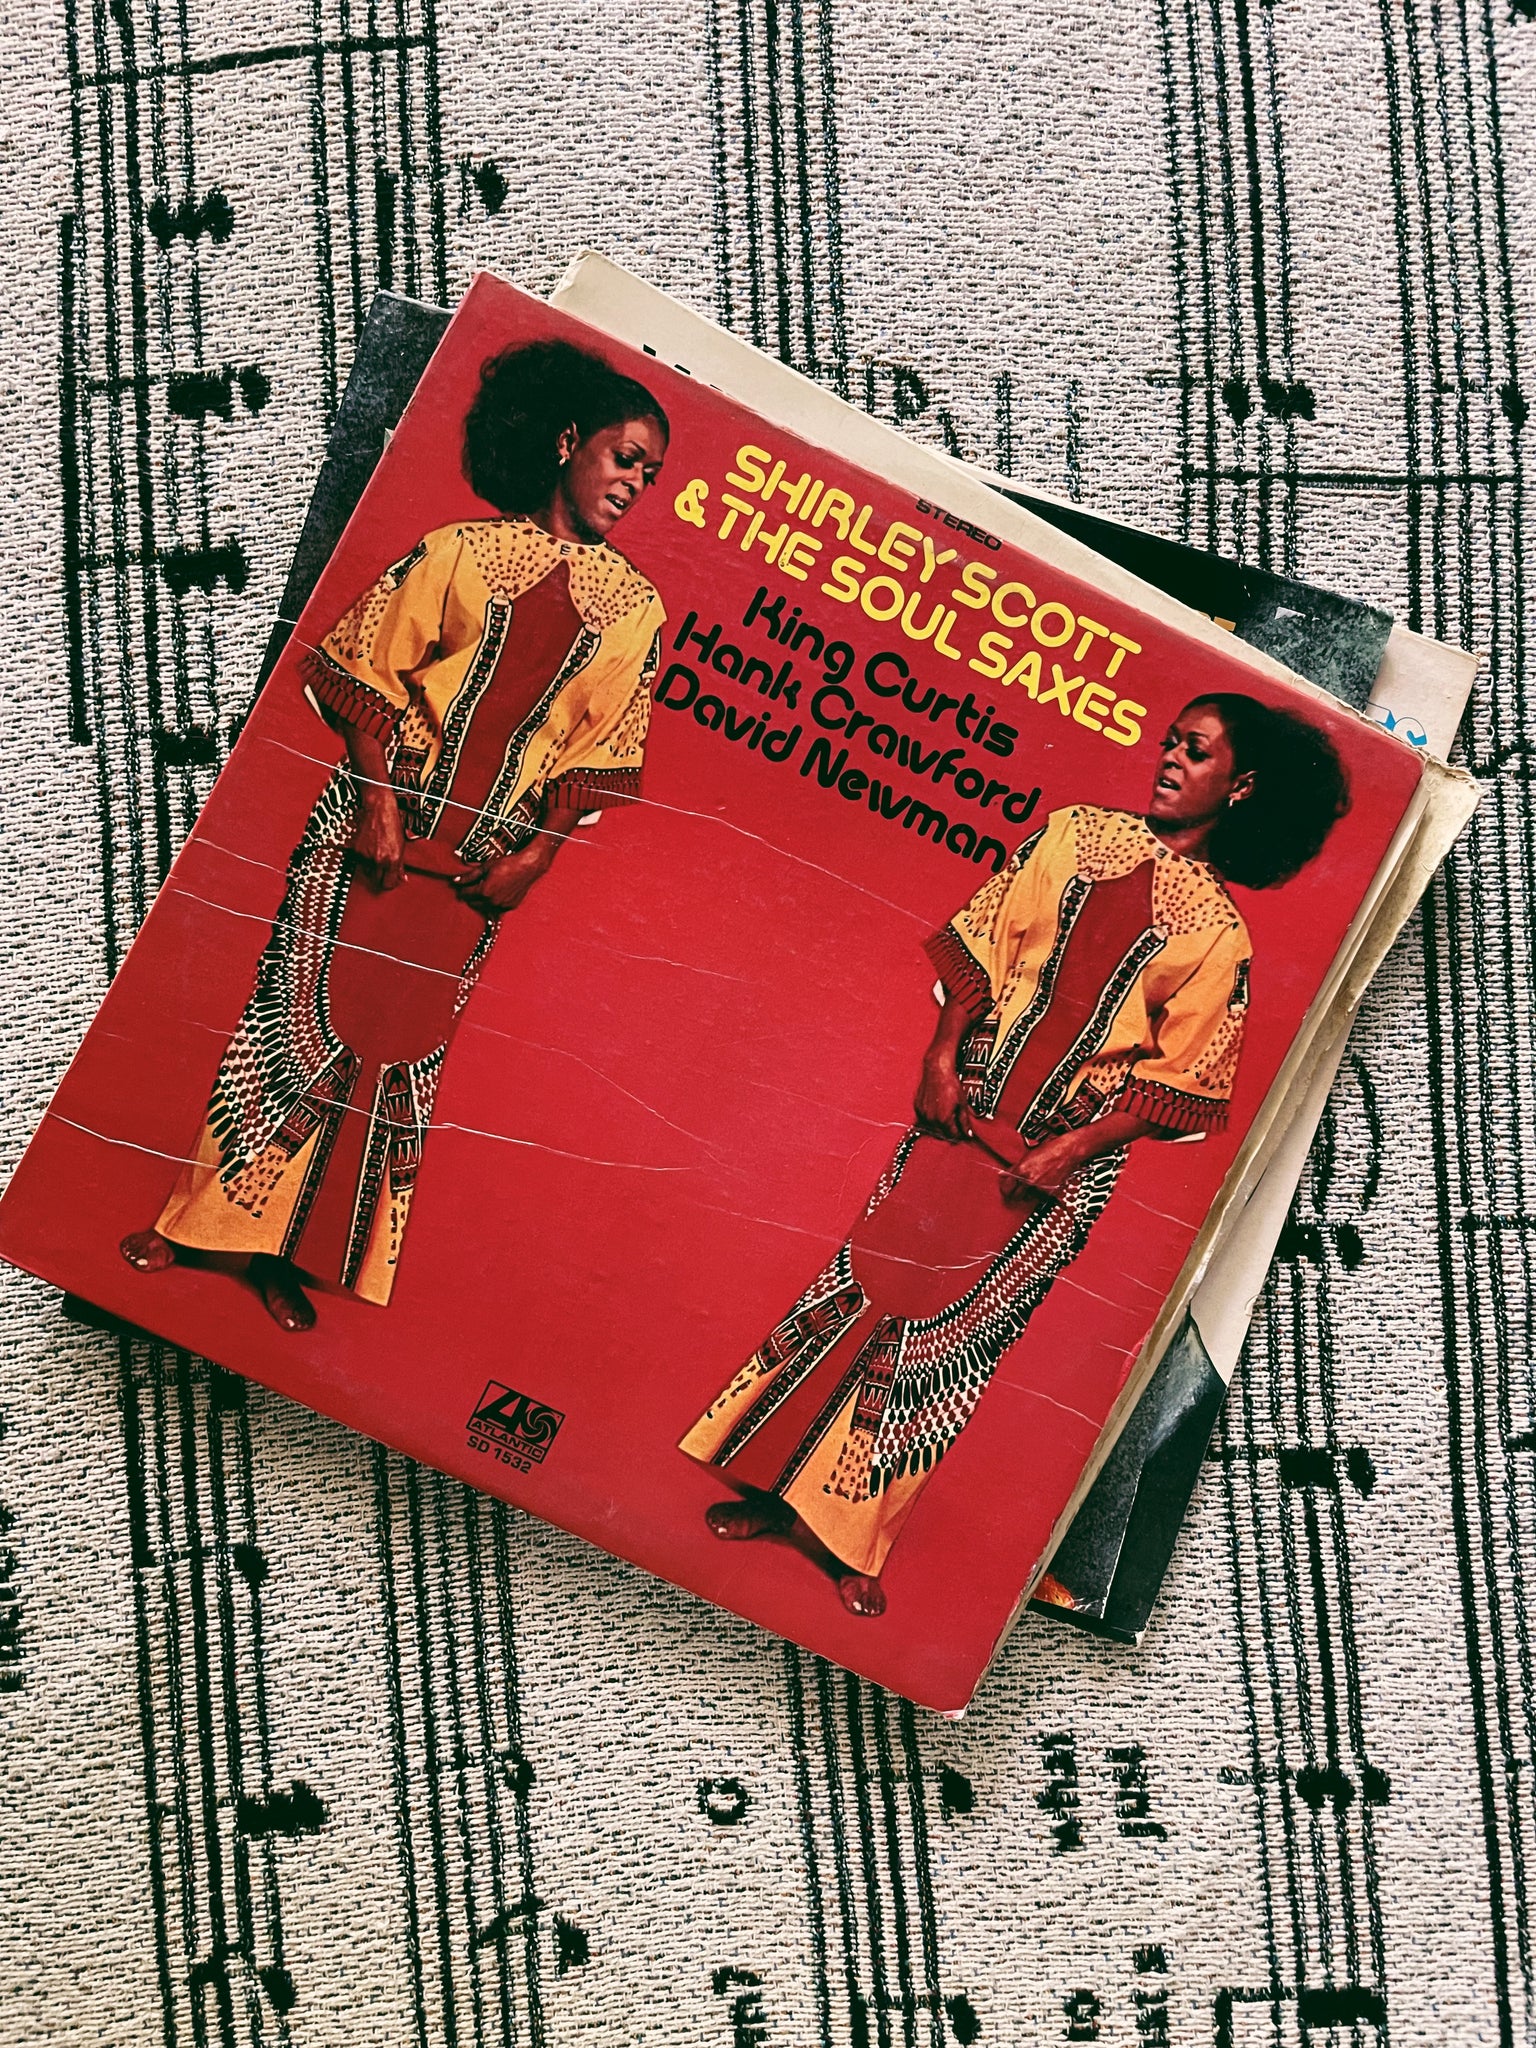 STEREO
SHIRLEY SCOTT
& THE SOUL SAXES
King Curtis
Hank Crawford
David Newman
ATLANTIC
SD 1532